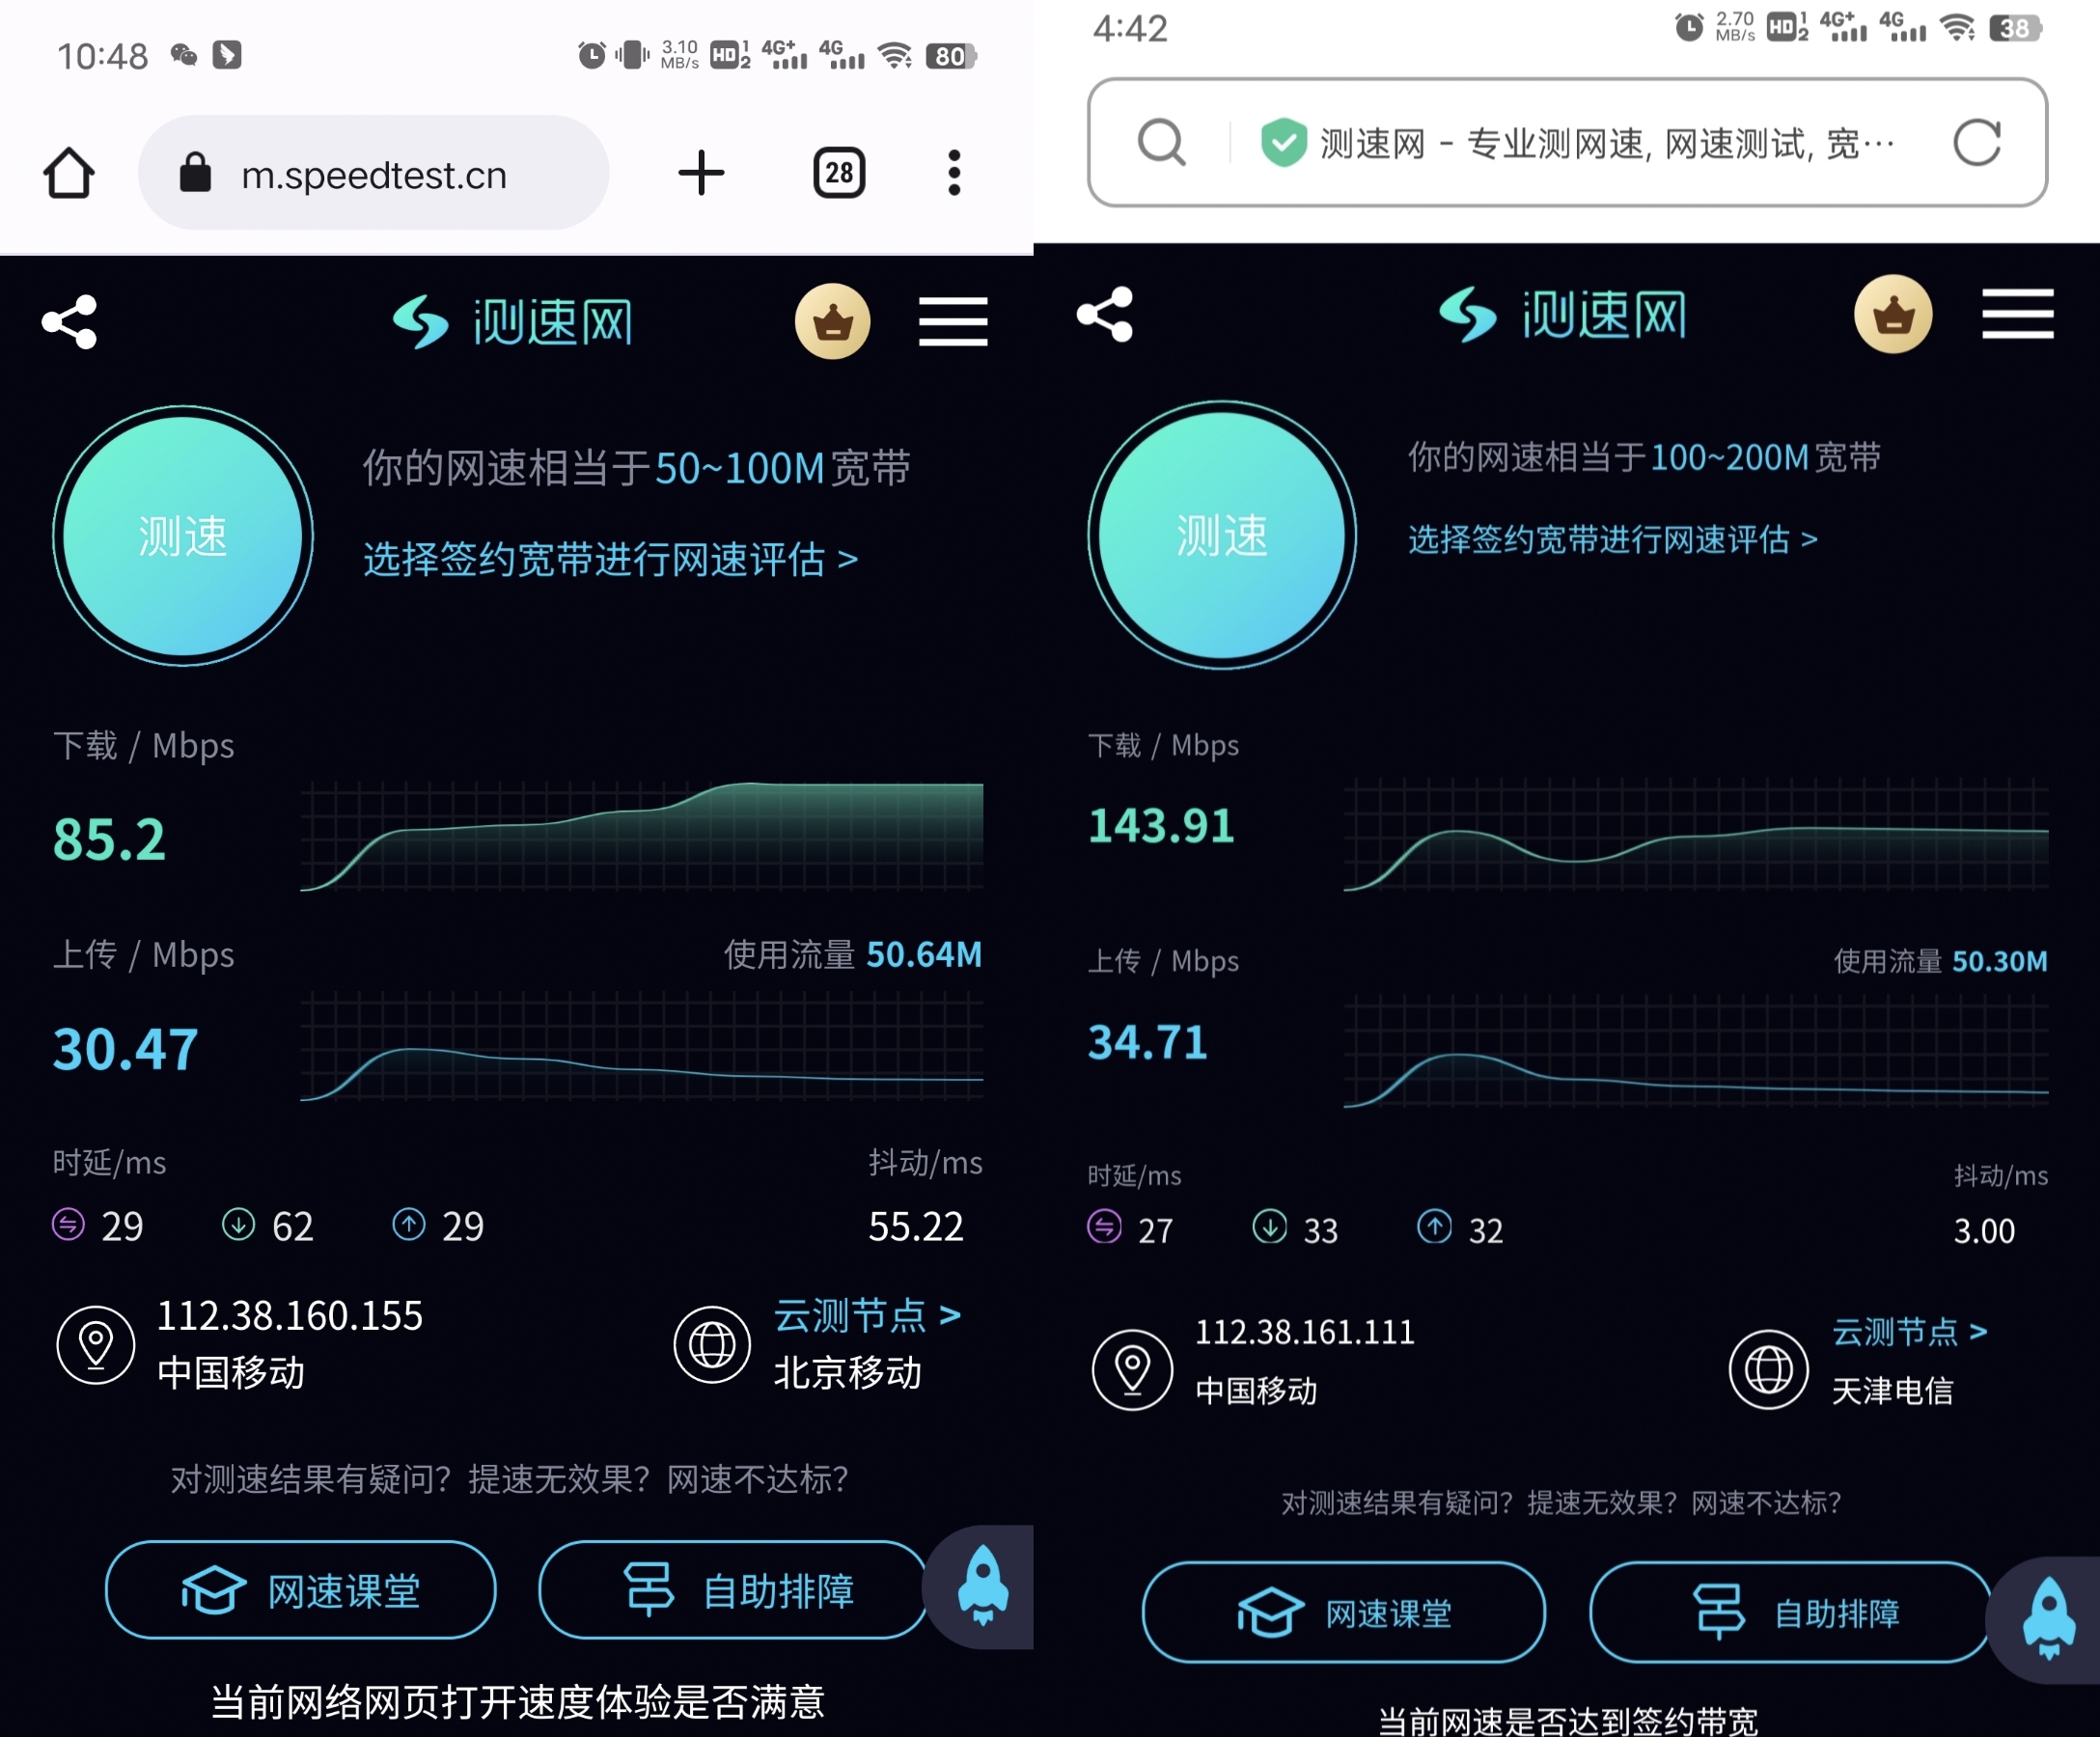 10:48
3.10 MB/s HD 1 2 4G+ 4G 80
m.speedtest.cn
28
测速网
测速
你的网速相当于50~100M宽带
选择签约宽带进行网速评估 >
下载 / Mbps
85.2
上传 / Mbps
使用流量 50.64M
30.47
时延/ms
抖动/ms
29 62 29
55.22
112.38.160.155
中国移动
云测节点 >
北京移动
对测速结果有疑问？提速无效果？网速不达标？
网速课堂
自助排障
当前网络网页打开速度体验是否满意
4:42
2.70 MB/s HD 1 2 4G+ 4G 38
测速网 - 专业测网速, 网速测试, 宽…
测速网
测速
你的网速相当于100~200M宽带
选择签约宽带进行网速评估 >
下载 / Mbps
143.91
上传 / Mbps
使用流量 50.30M
34.71
时延/ms
抖动/ms
27 33 32
3.00
112.38.161.111
中国移动
云测节点 >
天津电信
对测速结果有疑问？提速无效果？网速不达标？
网速课堂
自助排障
当前网速是否达到签约带宽